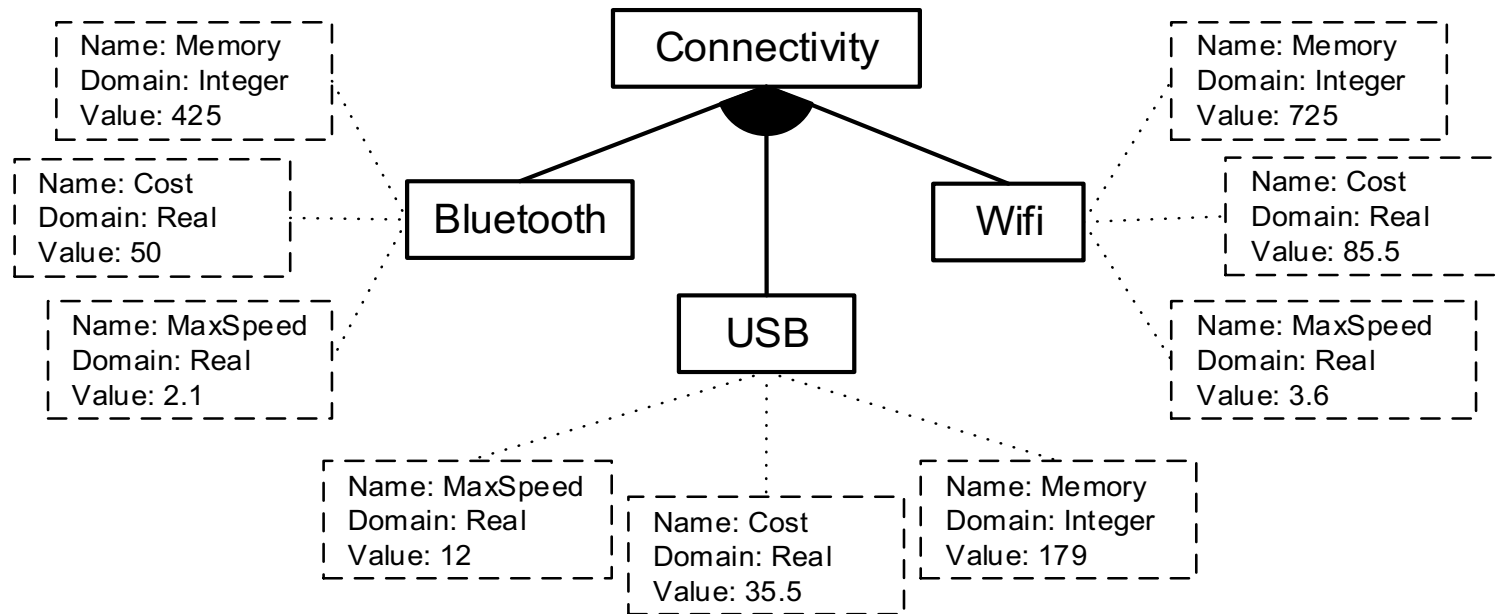 Connectivity
Name: Memory
Domain: Integer
Value: 425
Name: Cost
Domain: Real
Value: 50
Name: MaxSpeed
Domain: Real
Value: 2.1
Bluetooth
USB
Wifi
Name: Memory
Domain: Integer
Value: 725
Name: Cost
Domain: Real
Value: 85.5
Name: MaxSpeed
Domain: Real
Value: 3.6
Name: MaxSpeed
Domain: Real
Value: 12
Name: Cost
Domain: Real
Value: 35.5
Name: Memory
Domain: Integer
Value: 179